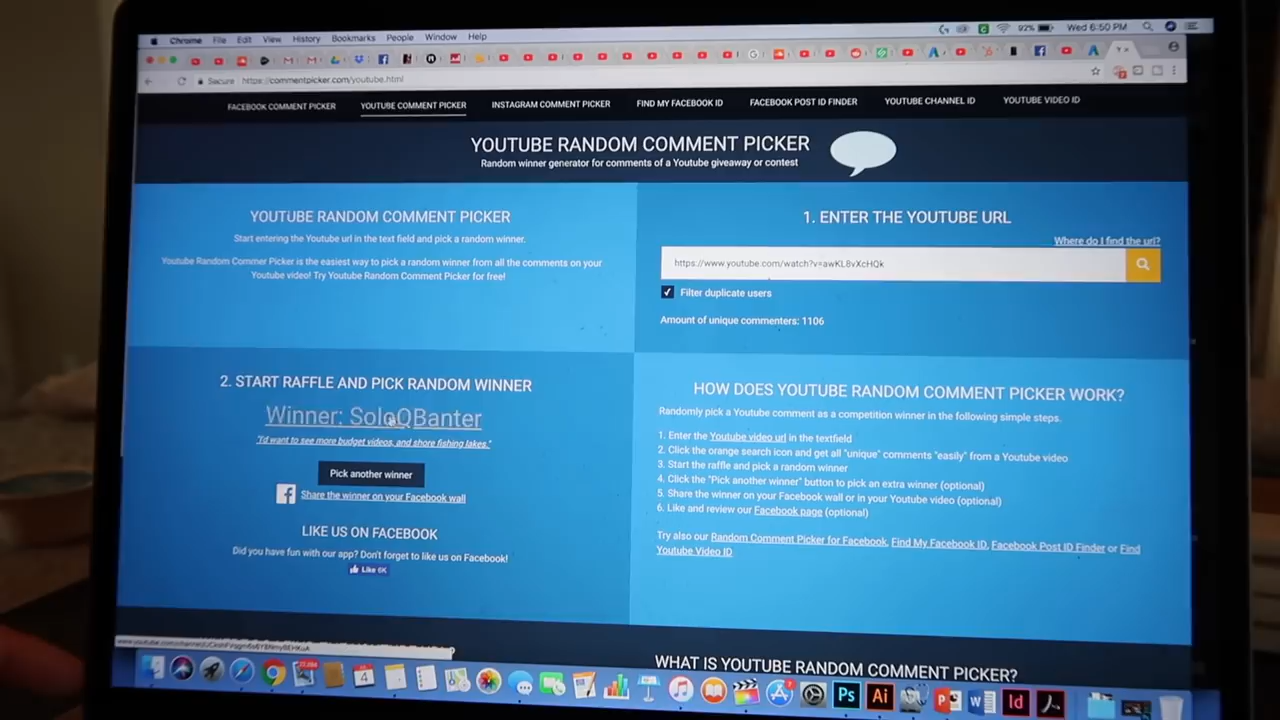 Chrome File Edit View History Bookmarks People Window Help
92% Wed 6:50 PM
Secure https://commentpicker.com/youtube.html
FACEBOOK COMMENT PICKER YOUTUBE COMMENT PICKER INSTAGRAM COMMENT PICKER FIND MY FACEBOOK ID FACEBOOK POST ID FINDER YOUTUBE CHANNEL ID YOUTUBE VIDEO ID
YOUTUBE RANDOM COMMENT PICKER
Random winner generator for comments of a Youtube giveaway or contest
YOUTUBE RANDOM COMMENT PICKER
Start entering the Youtube url in the text field and pick a random winner.
Youtube Random Commer Picker is the easiest way to pick a random winner from all the comments on your
Youtube video! Try Youtube Random Comment Picker for free!
1. ENTER THE YOUTUBE URL
Where do I find the url?
https://www.youtube.com/watch?v=awKL8vXcHQk
Filter duplicate users
Amount of unique commenters: 1106
2. START RAFFLE AND PICK RANDOM WINNER
Winner: SoloQBanter
"I'd want to see more budget videos, and shore fishing lakes."
Pick another winner
Share the winner on your Facebook wall
LIKE US ON FACEBOOK
Did you have fun with our app? Don't forget to like us on Facebook!
Like 6K
HOW DOES YOUTUBE RANDOM COMMENT PICKER WORK?
Randomly pick a Youtube comment as a competition winner in the following simple steps.
1. Enter the Youtube video url in the textfield
2. Click the orange search icon and get all "unique" comments "easily" from a Youtube video
3. Start the raffle and pick a random winner
4. Click the "Pick another winner" button to pick an extra winner (optional)
5. Share the winner on your Facebook wall or in your Youtube video (optional)
6. Like and review our Facebook page (optional)
Try also our Random Comment Picker for Facebook, Find My Facebook ID, Facebook Post ID Finder or Find
Youtube Video ID
WHAT IS YOUTUBE RANDOM COMMENT PICKER?
4
Ps Ai P W Id